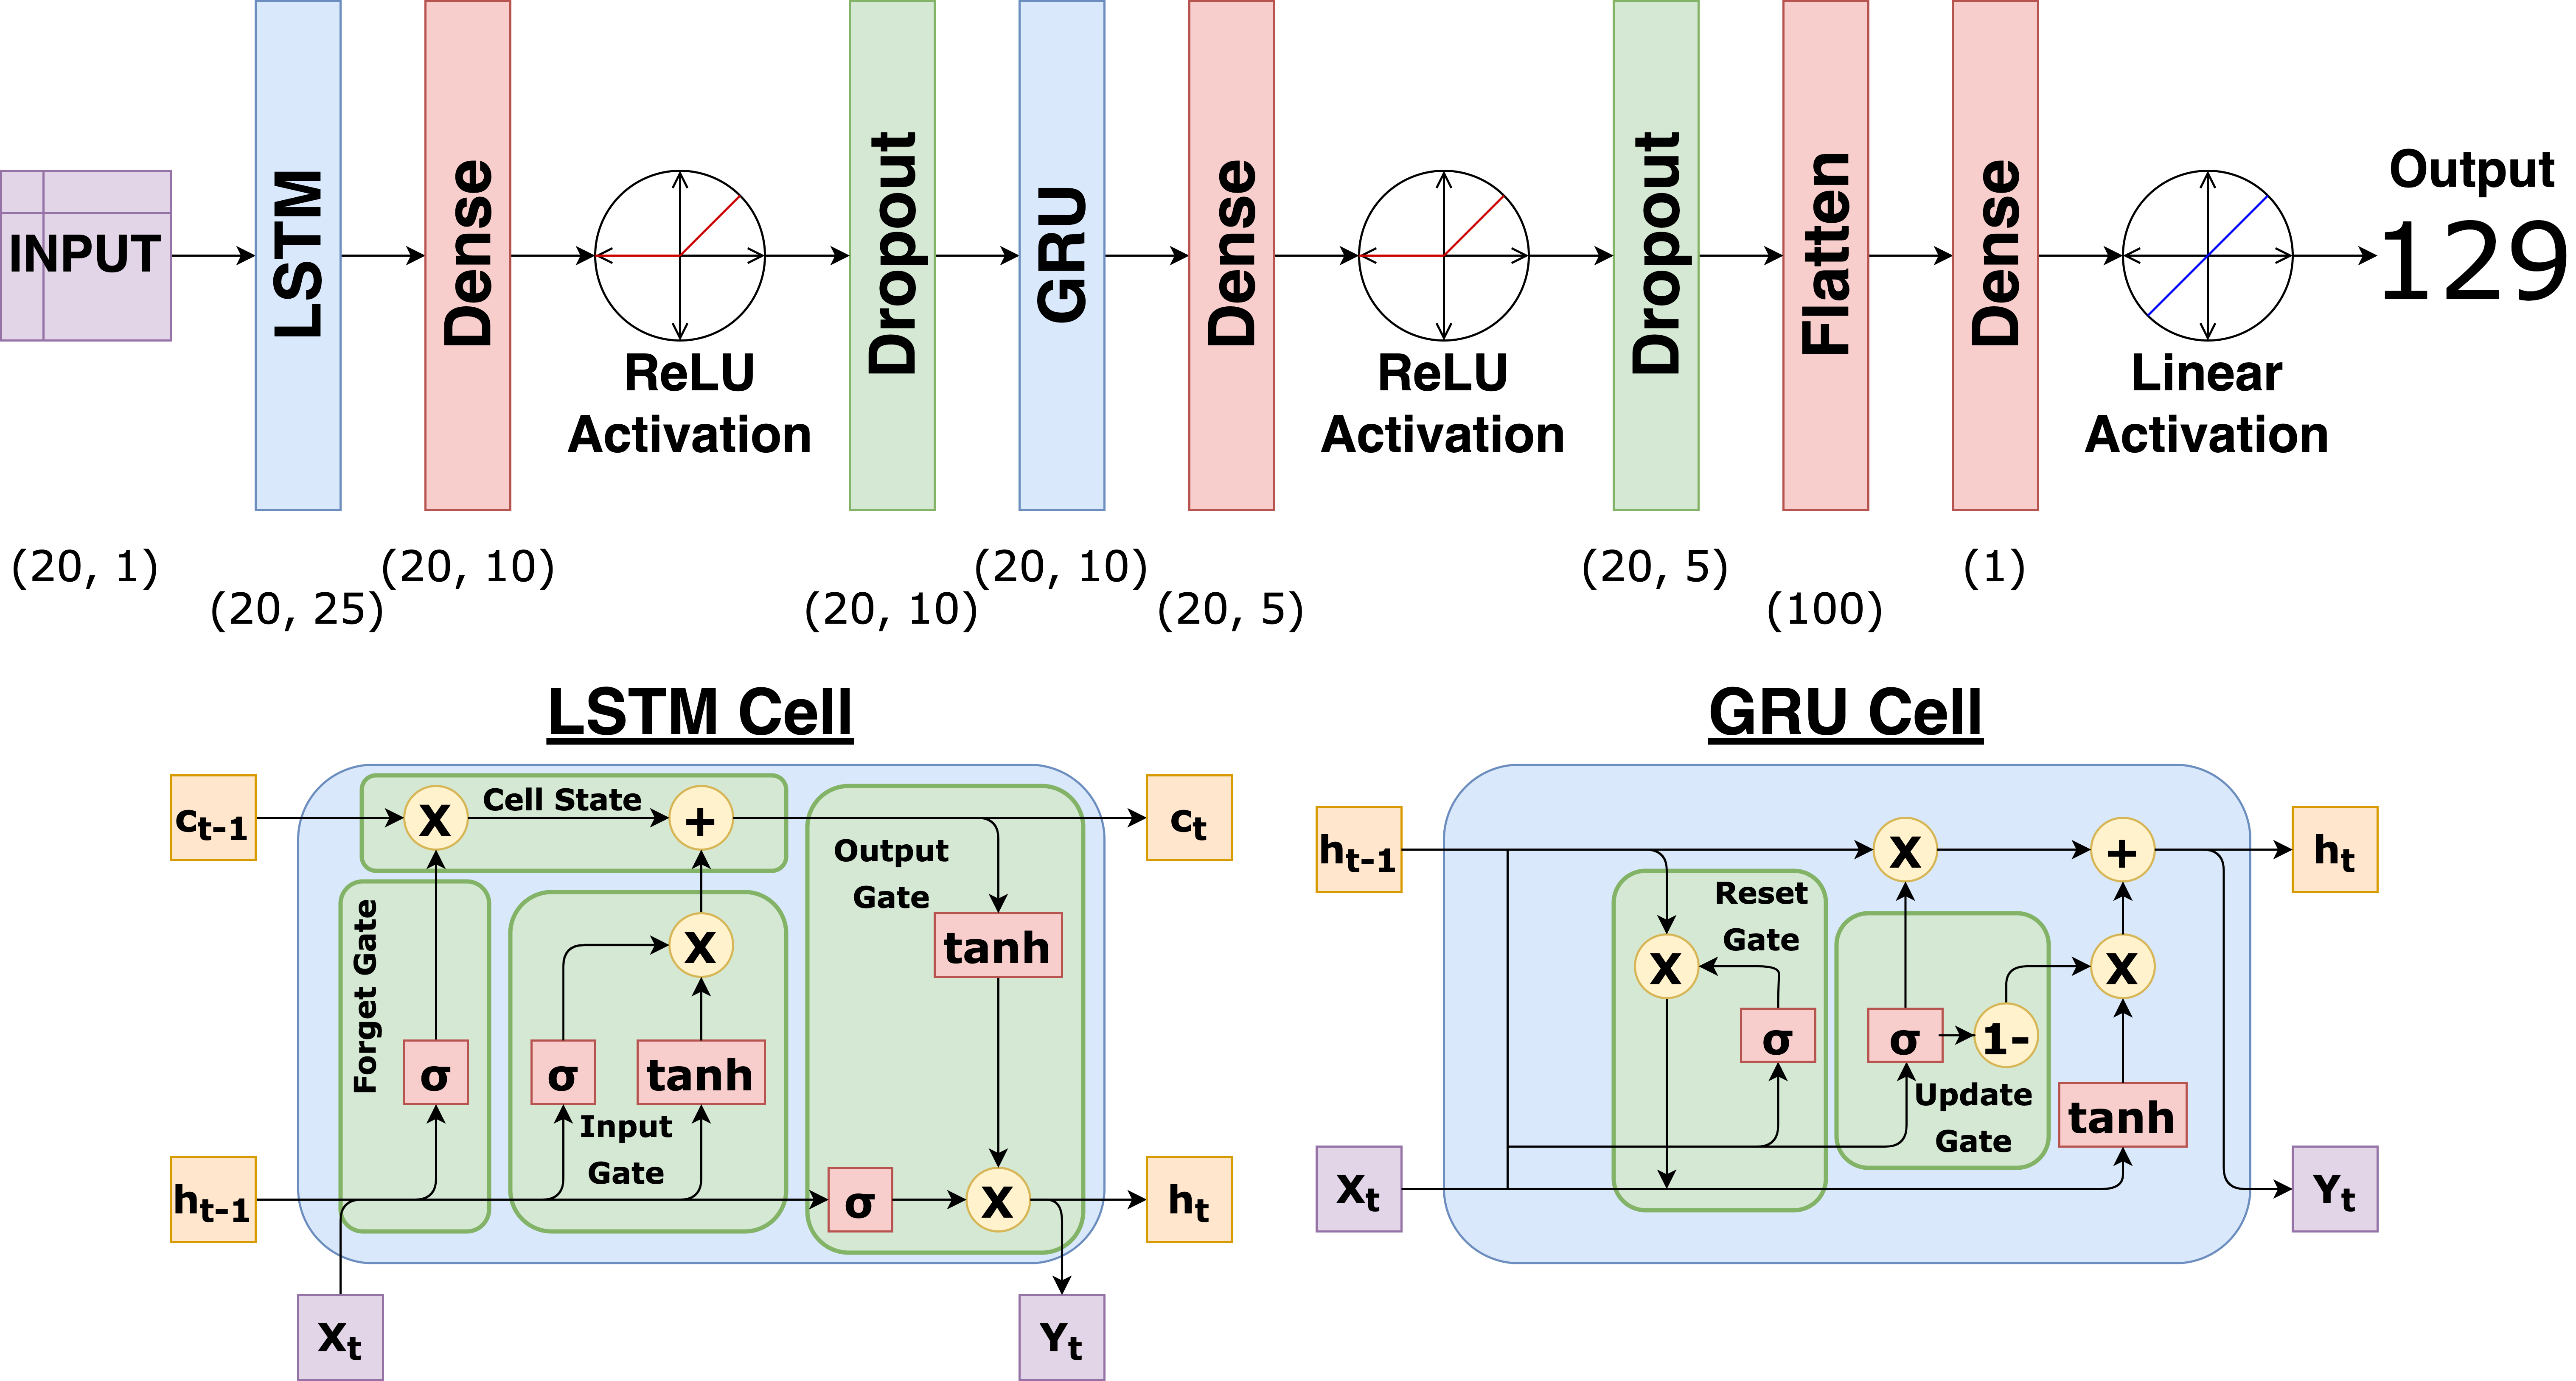 INPUT
LSTM
Dense
ReLU
Activation
Dropout
GRU
Dense
ReLU
Activation
Dropout
Flatten
Dense
Linear
Activation
Output
129
(20, 1)
(20, 25)
(20, 10)
(20, 10)
(20, 10)
(20, 5)
(20, 5)
(100)
(1)
LSTM Cell
c_t-1
X
Cell State
+
c_t
Output
Gate
Forget Gate
X
tanh
σ
σ
tanh
Input
Gate
h_t-1
σ
X
h_t
X_t
Y_t
GRU Cell
h_t-1
X
+
h_t
Reset
Gate
X
X
σ
σ
1-
Update
Gate
tanh
X_t
Y_t